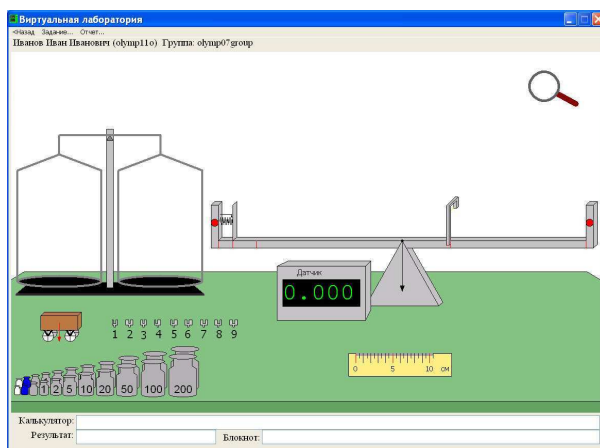 Виртуальная лаборатория
<Назад Задание... Отчет...
Иванов Иван Иванович (olymp11o) Группа: olymp07group
Датчик
0.000
1 2 3 4 5 6 7 8 9
1 2 5 10 20 50 100 200
0 5 10 см
Калькулятор:
Результат: Блокнот: